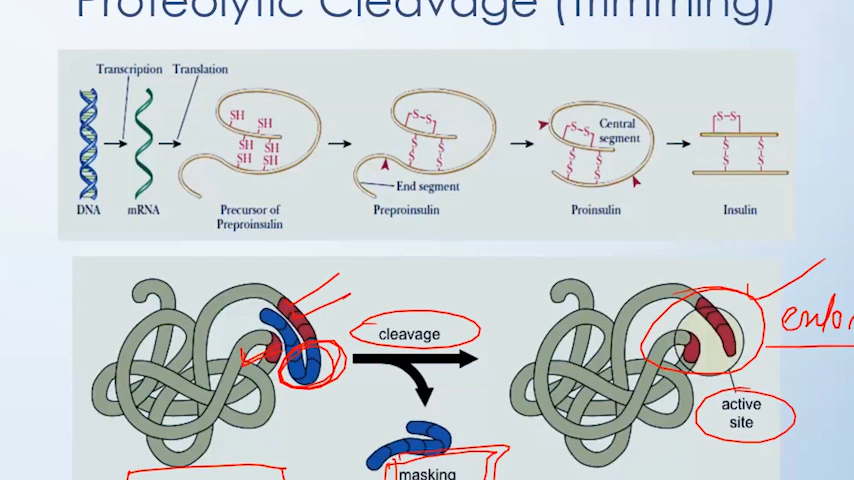 Proteolytic Cleavage (Trimming)
Transcription Translation
SH SH SH SH SH SH
S-S S S S S
S-S S S S S
Central segment
S-S S S S S
End segment
DNA mRNA Precursor of Preproinsulin Preproinsulin Proinsulin Insulin
cleavage
active site
masking